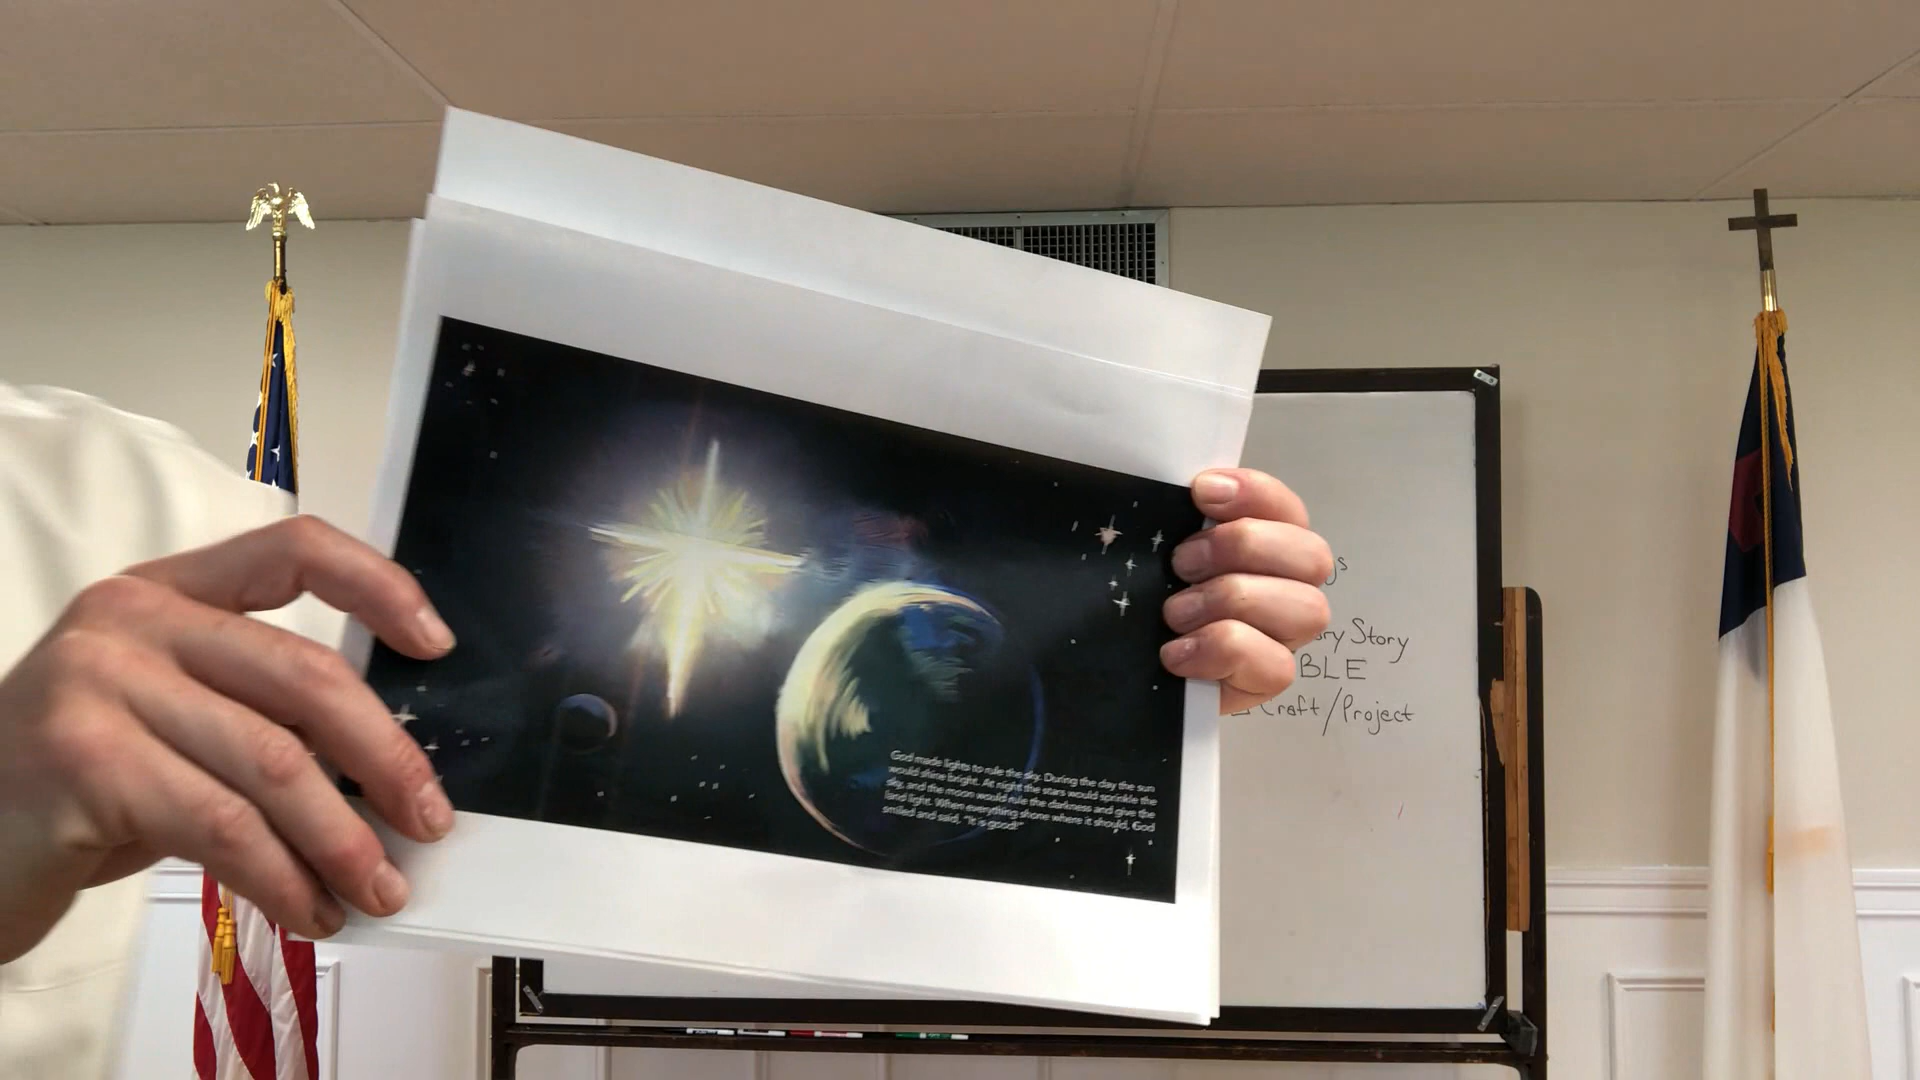 God made lights to rule the sky. During the day the sun
would shine bright. At night the stars would sprinkle the
sky, and the moon would rule the darkness and give the
land light. When everything shone where it should, God
smiled and said, "It is good!"
Story
BLE
Craft/Project